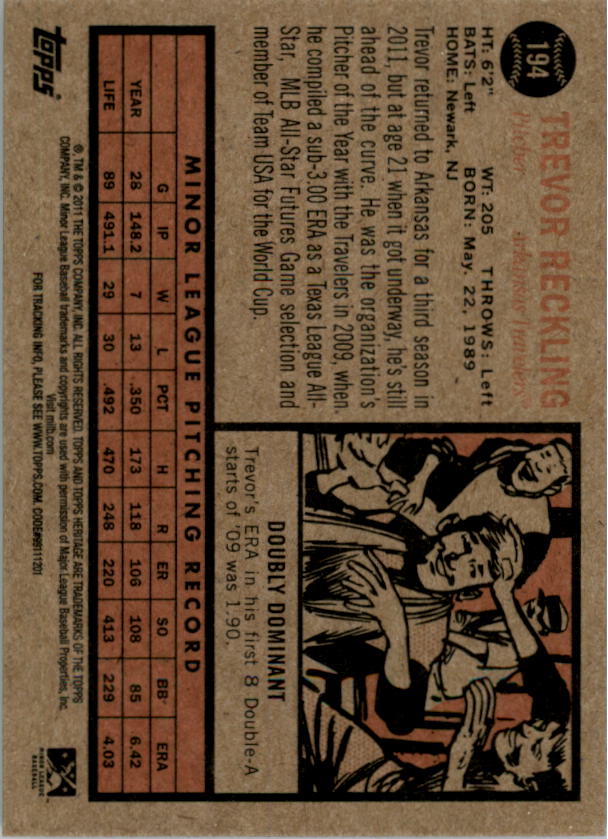 194
TREVOR RECKLING
Pitcher Arkansas Travelers®
HT: 6'2" WT: 205 THROWS: Left
BATS: Left BORN: May. 22, 1989
HOME: Newark, NJ
Trevor returned to Arkansas for a third season in
2011, but at age 21 when it got underway, he's still
ahead of the curve. He was the organization's
Pitcher of the Year with the Travelers in 2009, when
he compiled a sub-3.00 ERA as a Texas League All-
Star, MLB All-Star Futures Game selection and
member of Team USA for the World Cup.
DOUBLY DOMINANT
Trevor's ERA in his first 8 Double-A
starts of '09 was 1.90.
MINOR LEAGUE PITCHING RECORD
G IP W L PCT H R ER SO BB ERA
YEAR 28 148.2 7 13 .350 173 118 106 108 85 6.42
LIFE 89 491.1 29 30 .492 470 248 220 413 229 4.03
Topps®
®, TM & © 2011 THE TOPPS COMPANY, INC. ALL RIGHTS RESERVED. TOPPS AND TOPPS HERITAGE ARE TRADEMARKS OF THE TOPPS
COMPANY, INC. Minor League Baseball trademarks and copyrights are used with permission of Major League Baseball Properties, Inc.
Visit milb.com
FOR TRACKING INFO, PLEASE SEE WWW.TOPPS.COM. CODE#99111201
MINOR LEAGUE
BASEBALL